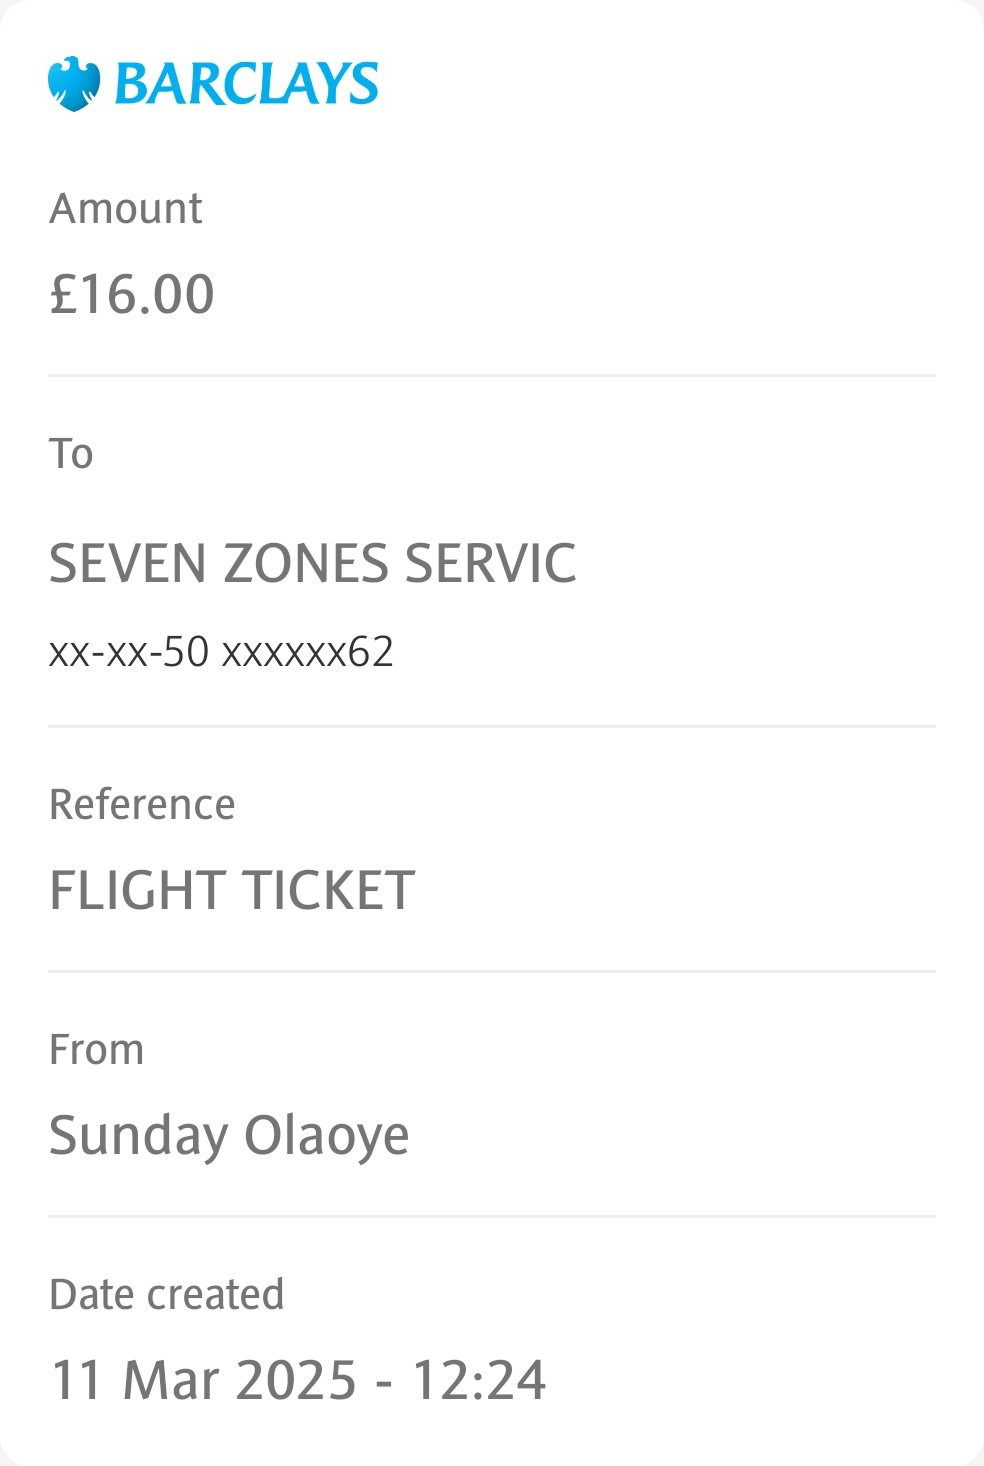 BARCLAYS
Amount
£16.00
To
SEVEN ZONES SERVIC
xx-xx-50 xxxxxx62
Reference
FLIGHT TICKET
From
Sunday Olaoye
Date created
11 Mar 2025 - 12:24